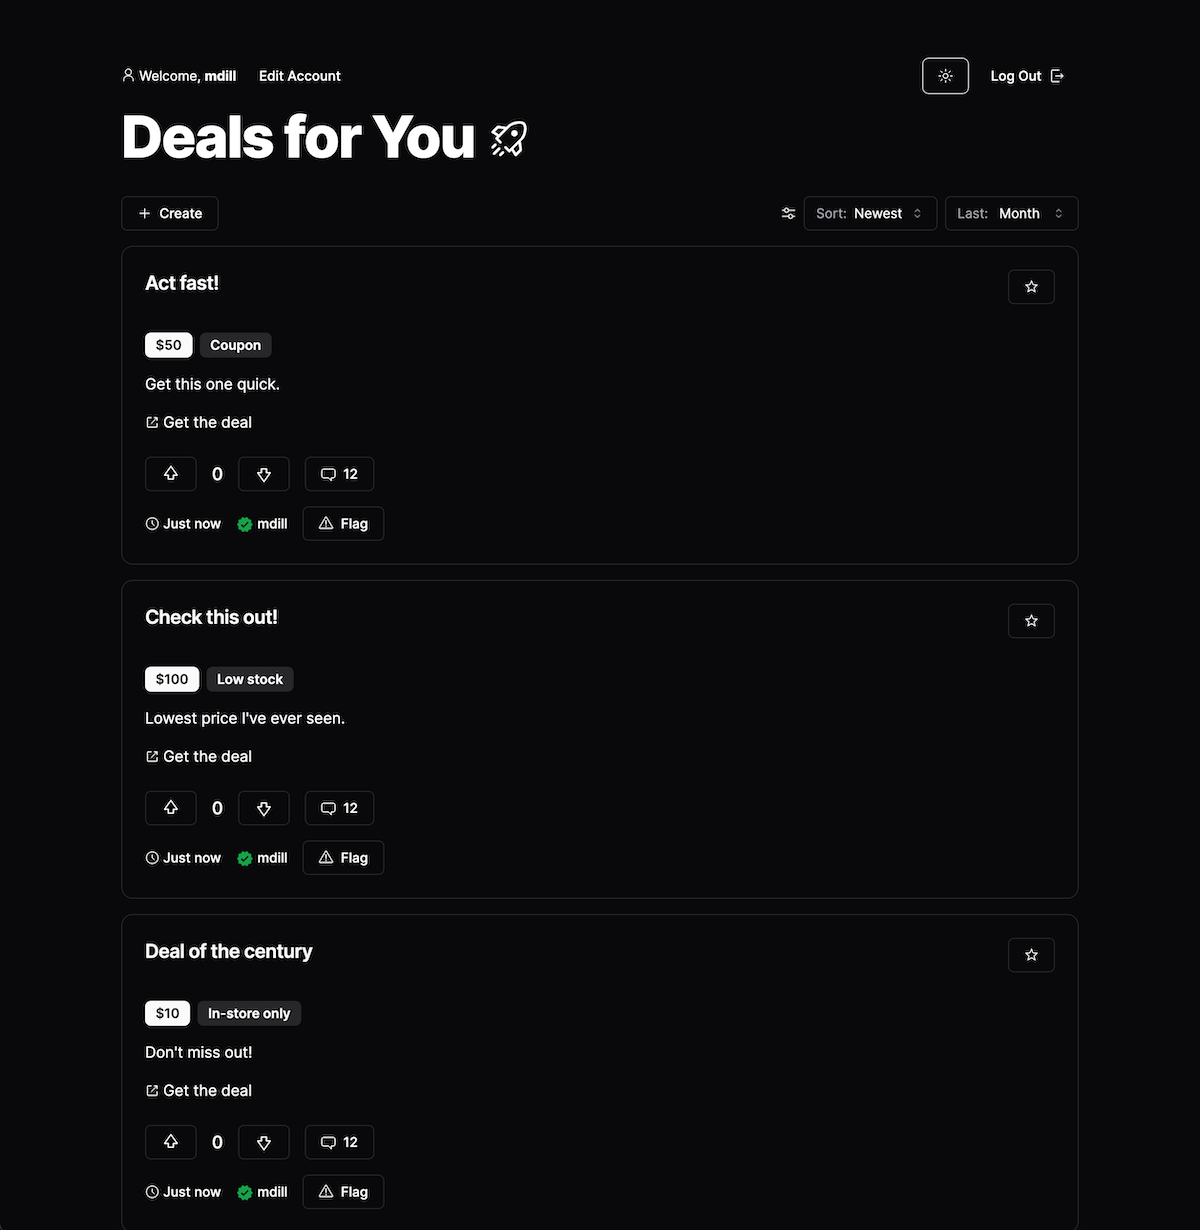 Welcome, mdill Edit Account Log Out
Deals for You
Create Sort: Newest Last: Month
Act fast!
$50 Coupon
Get this one quick.
Get the deal
0 12
Just now mdill Flag
Check this out!
$100 Low stock
Lowest price I've ever seen.
Get the deal
0 12
Just now mdill Flag
Deal of the century
$10 In-store only
Don't miss out!
Get the deal
0 12
Just now mdill Flag